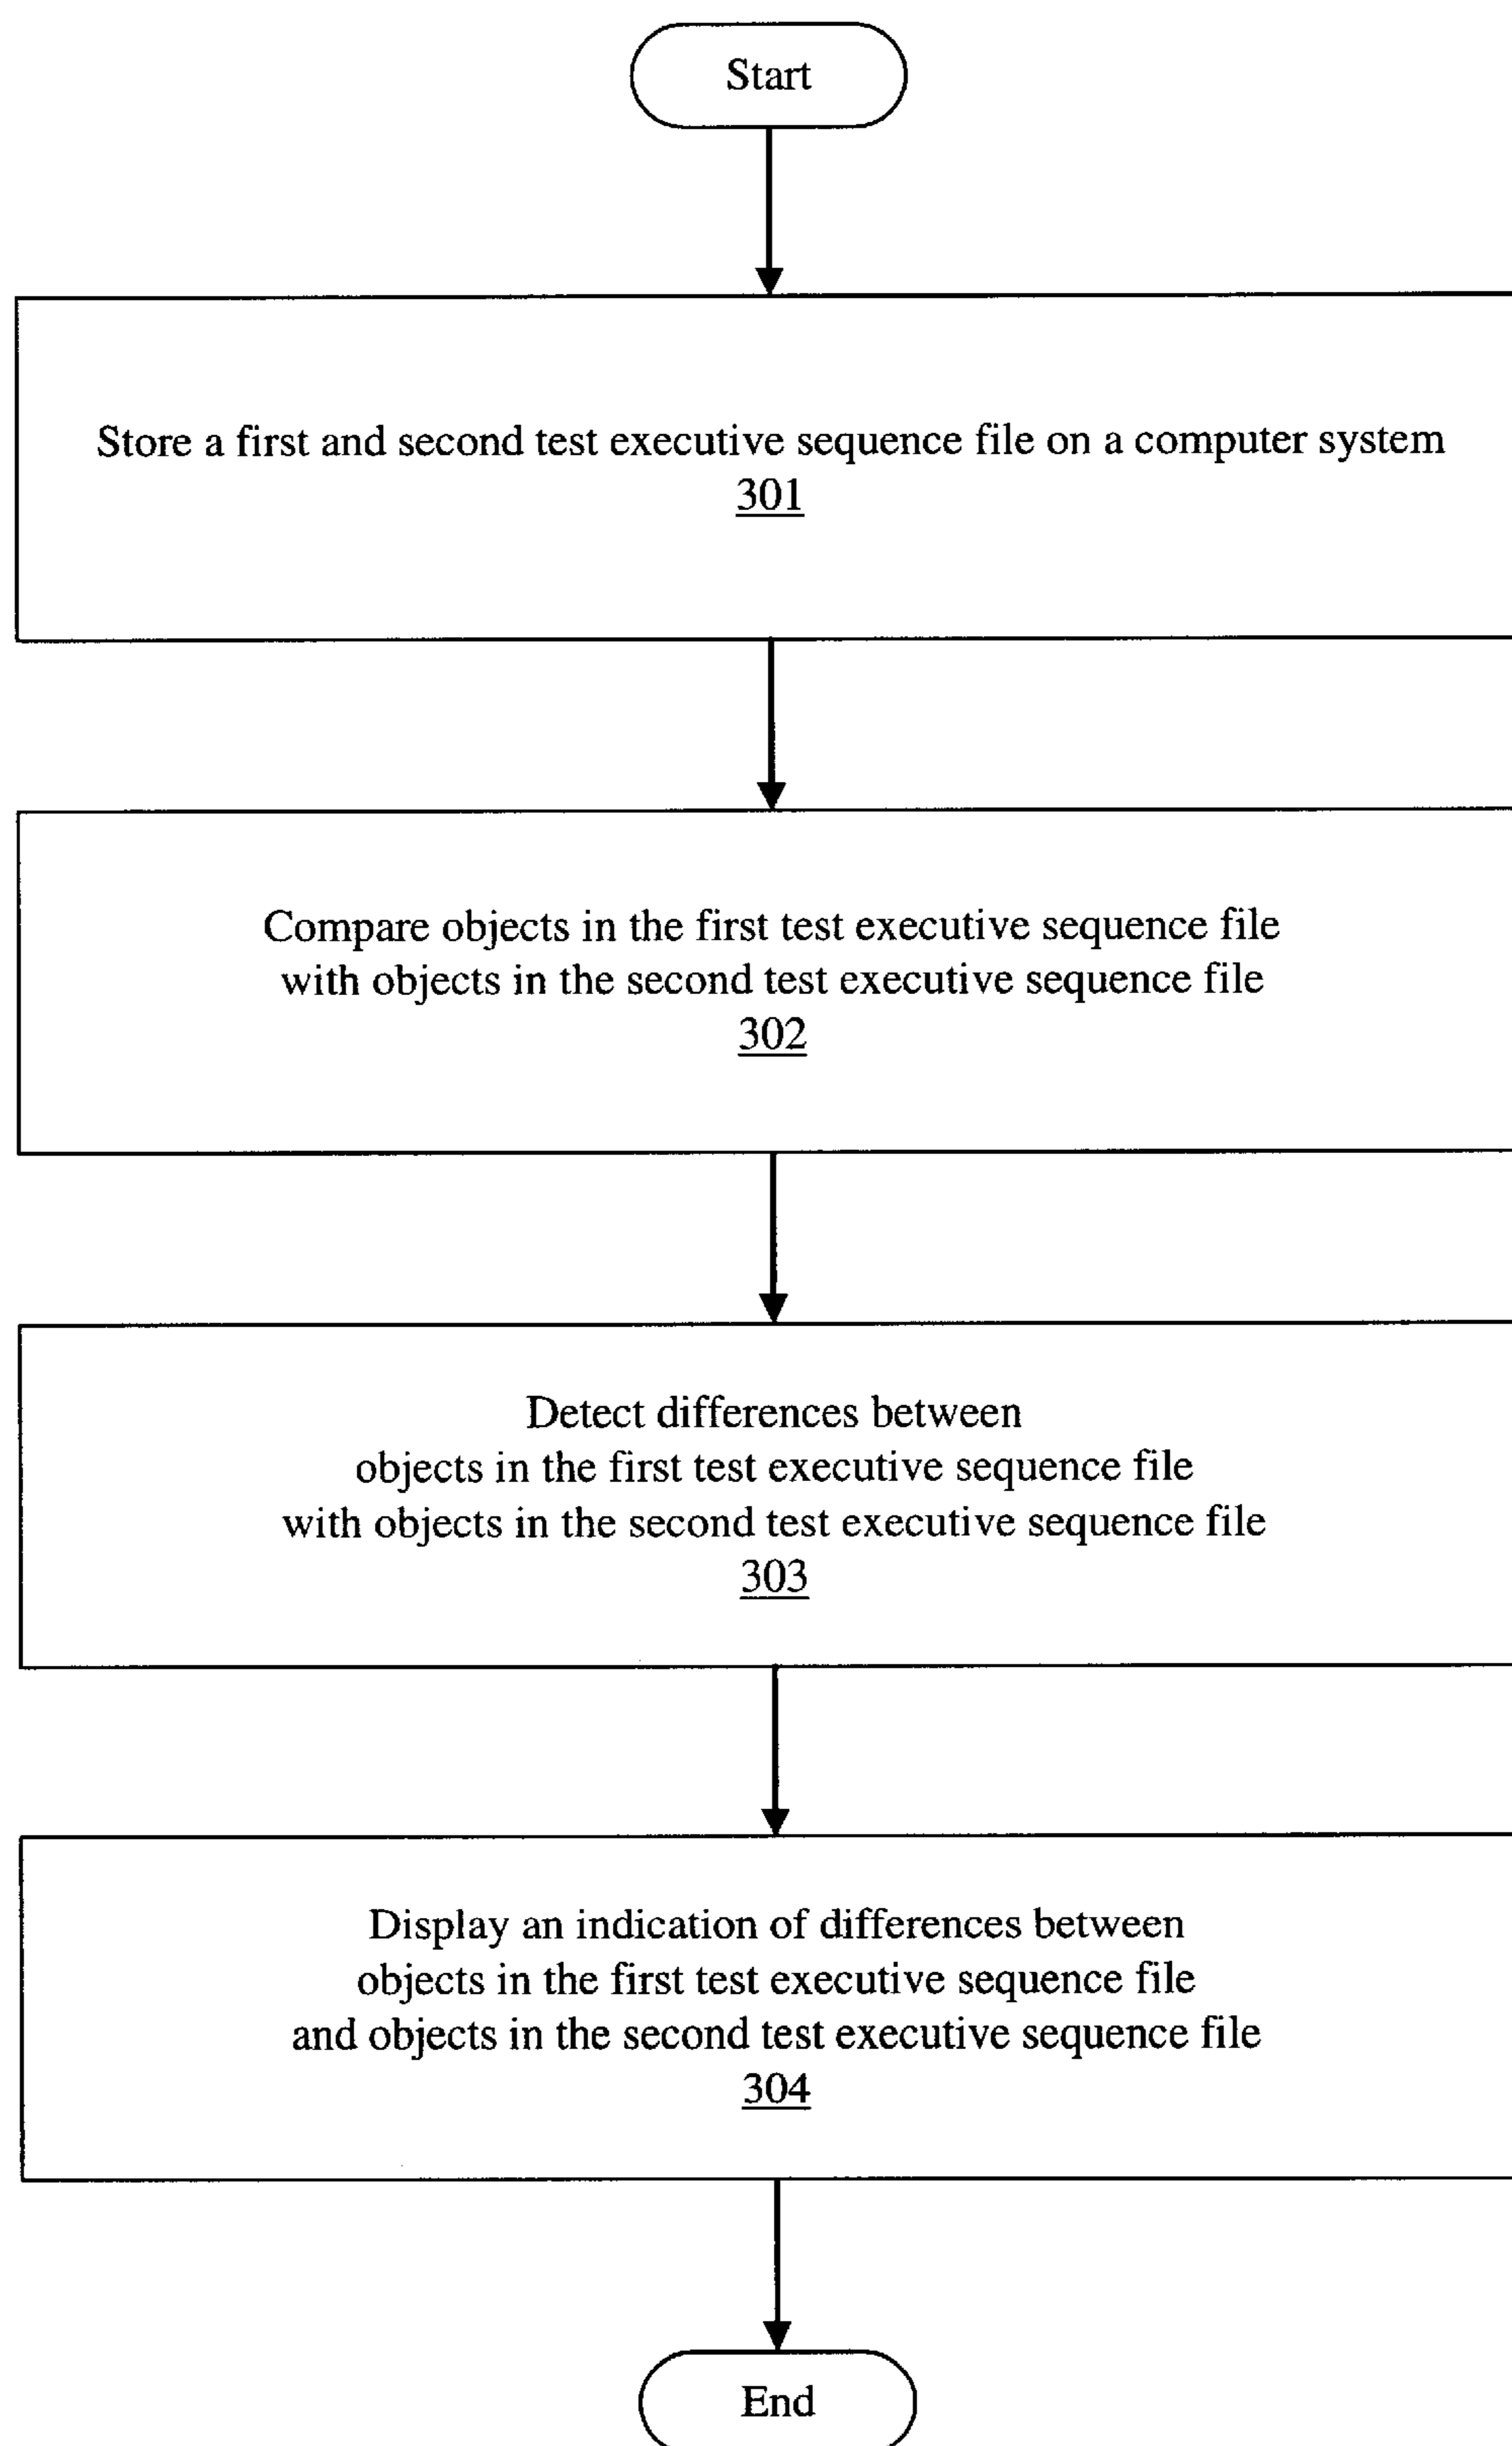 Start
Store a first and second test executive sequence file on a computer system
301
Compare objects in the first test executive sequence file
with objects in the second test executive sequence file
302
Detect differences between
objects in the first test executive sequence file
with objects in the second test executive sequence file
303
Display an indication of differences between
objects in the first test executive sequence file
and objects in the second test executive sequence file
304
End